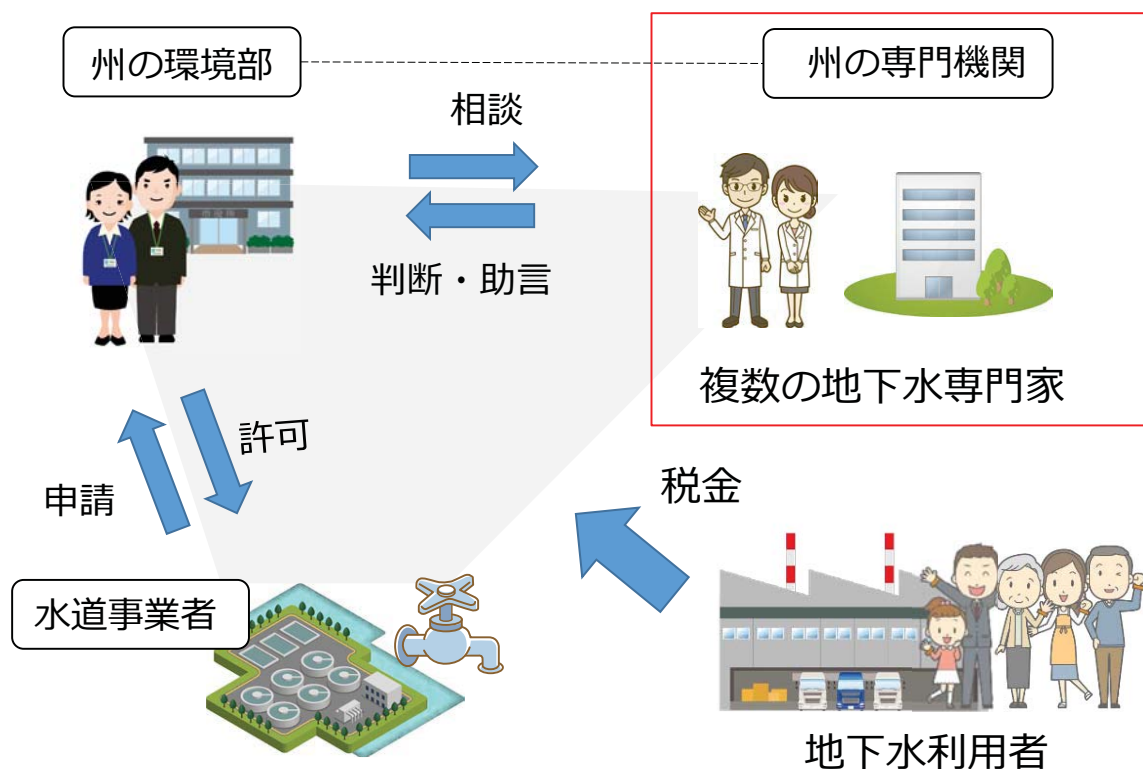 州の環境部
州の専門機関
相談
判断・助言
複数の地下水専門家
許可
申請
税金
水道事業者
地下水利用者